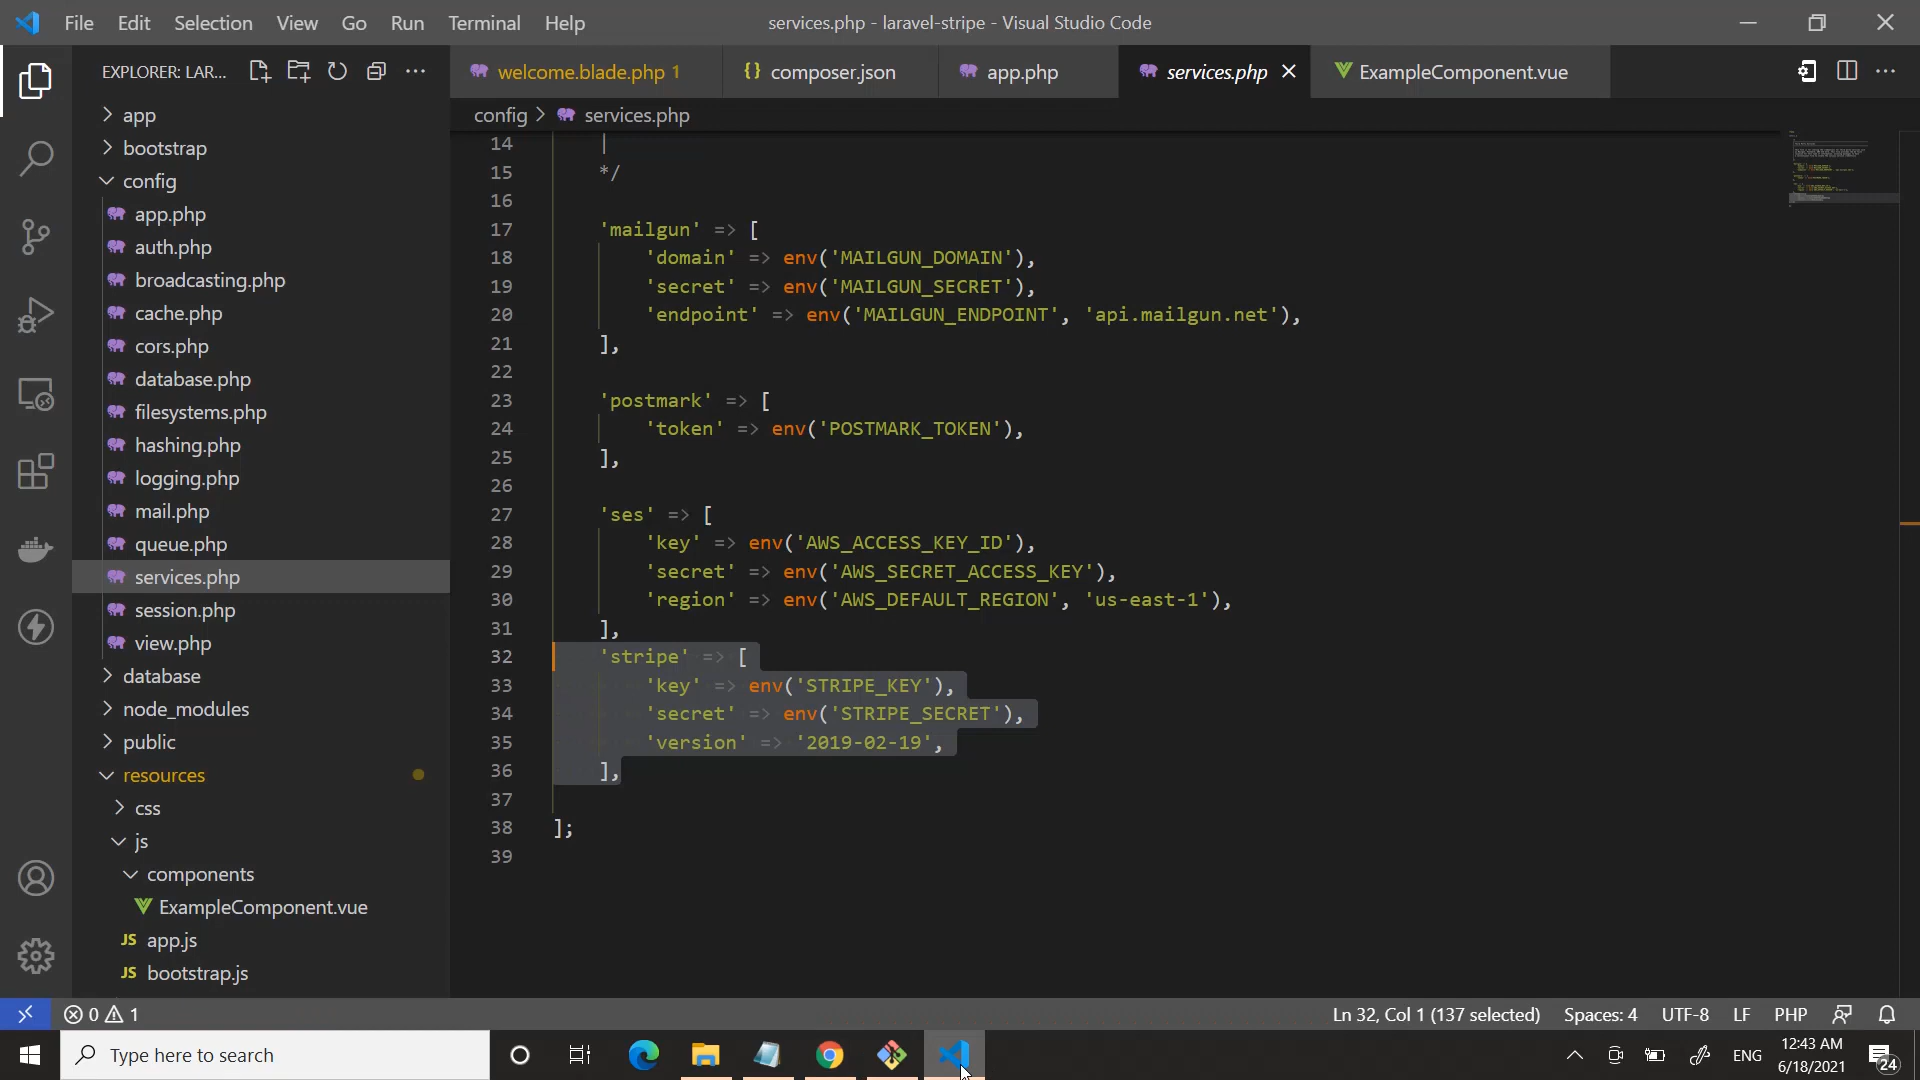 File Edit Selection View Go Run Terminal Help
services.php - laravel-stripe - Visual Studio Code
EXPLORER: LAR...
welcome.blade.php 1
{} composer.json
app.php
services.php
ExampleComponent.vue
config > services.php
app
bootstrap
config
app.php
auth.php
broadcasting.php
cache.php
cors.php
database.php
filesystems.php
hashing.php
logging.php
mail.php
queue.php
services.php
session.php
view.php
database
node_modules
public
resources
css
js
components
ExampleComponent.vue
JS app.js
JS bootstrap.js
14 |
15 */
16
17 'mailgun' => [
18 'domain' => env('MAILGUN_DOMAIN'),
19 'secret' => env('MAILGUN_SECRET'),
20 'endpoint' => env('MAILGUN_ENDPOINT', 'api.mailgun.net'),
21 ],
22
23 'postmark' => [
24 'token' => env('POSTMARK_TOKEN'),
25 ],
26
27 'ses' => [
28 'key' => env('AWS_ACCESS_KEY_ID'),
29 'secret' => env('AWS_SECRET_ACCESS_KEY'),
30 'region' => env('AWS_DEFAULT_REGION', 'us-east-1'),
31 ],
32 'stripe' => [
33 'key' => env('STRIPE_KEY'),
34 'secret' => env('STRIPE_SECRET'),
35 'version' => '2019-02-19',
36 ],
37
38 ];
39
0 1
Ln 32, Col 1 (137 selected) Spaces: 4 UTF-8 LF PHP
Type here to search
ENG
12:43 AM
6/18/2021
24